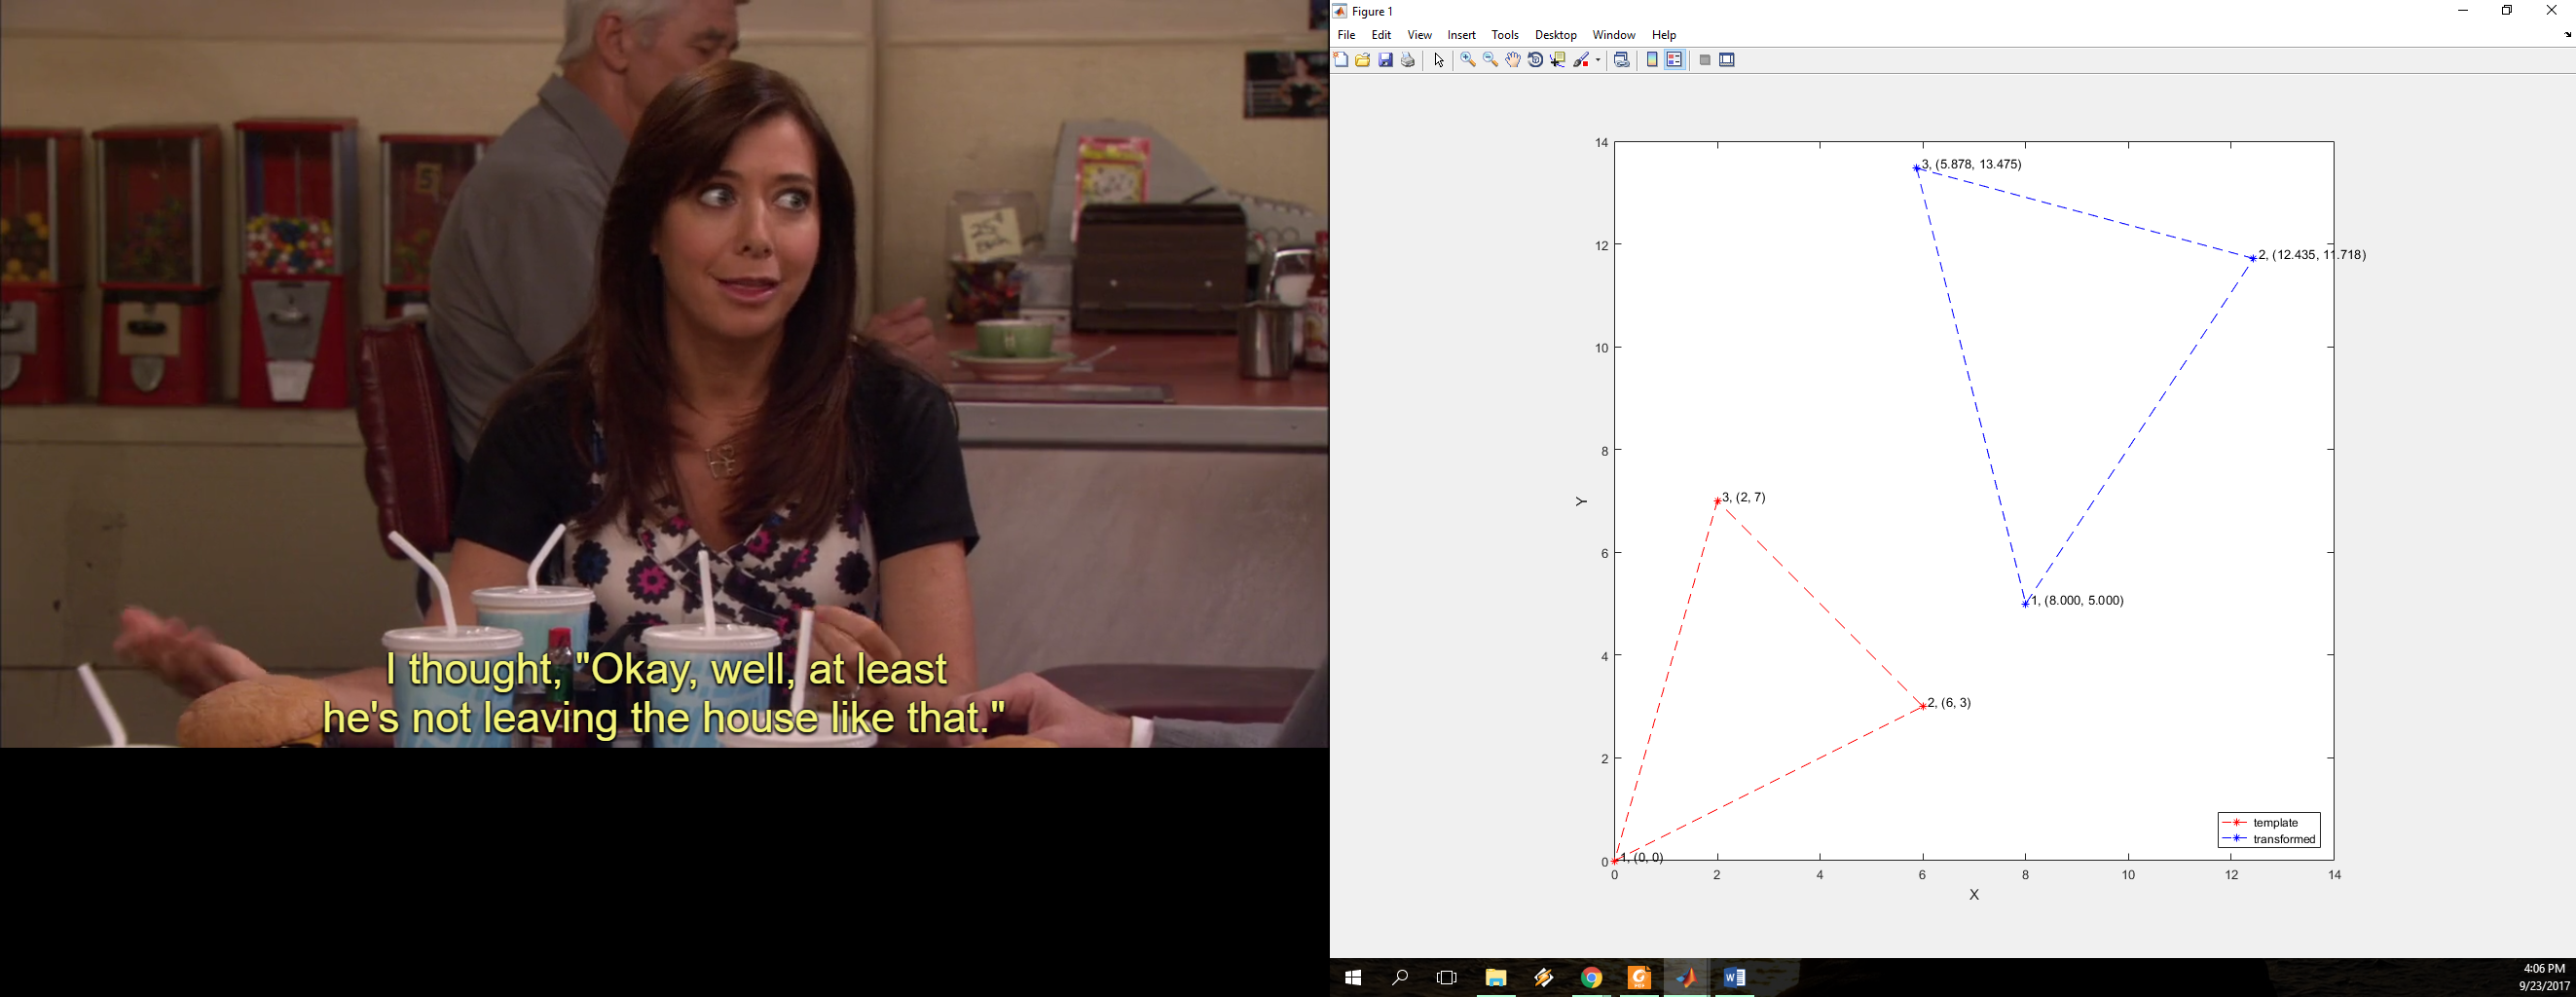 I thought, "Okay, well, at least
he's not leaving the house like that."
Figure 1
File Edit View Insert Tools Desktop Window Help
14
12
10
8
6
4
2
0
Y
3, (5.878, 13.475)
2, (12.435, 11.718)
1, (8.000, 5.000)
3, (2, 7)
2, (6, 3)
1, (0, 0)
template
transformed
0 2 4 6 8 10 12 14
X
4:06 PM
9/23/2017